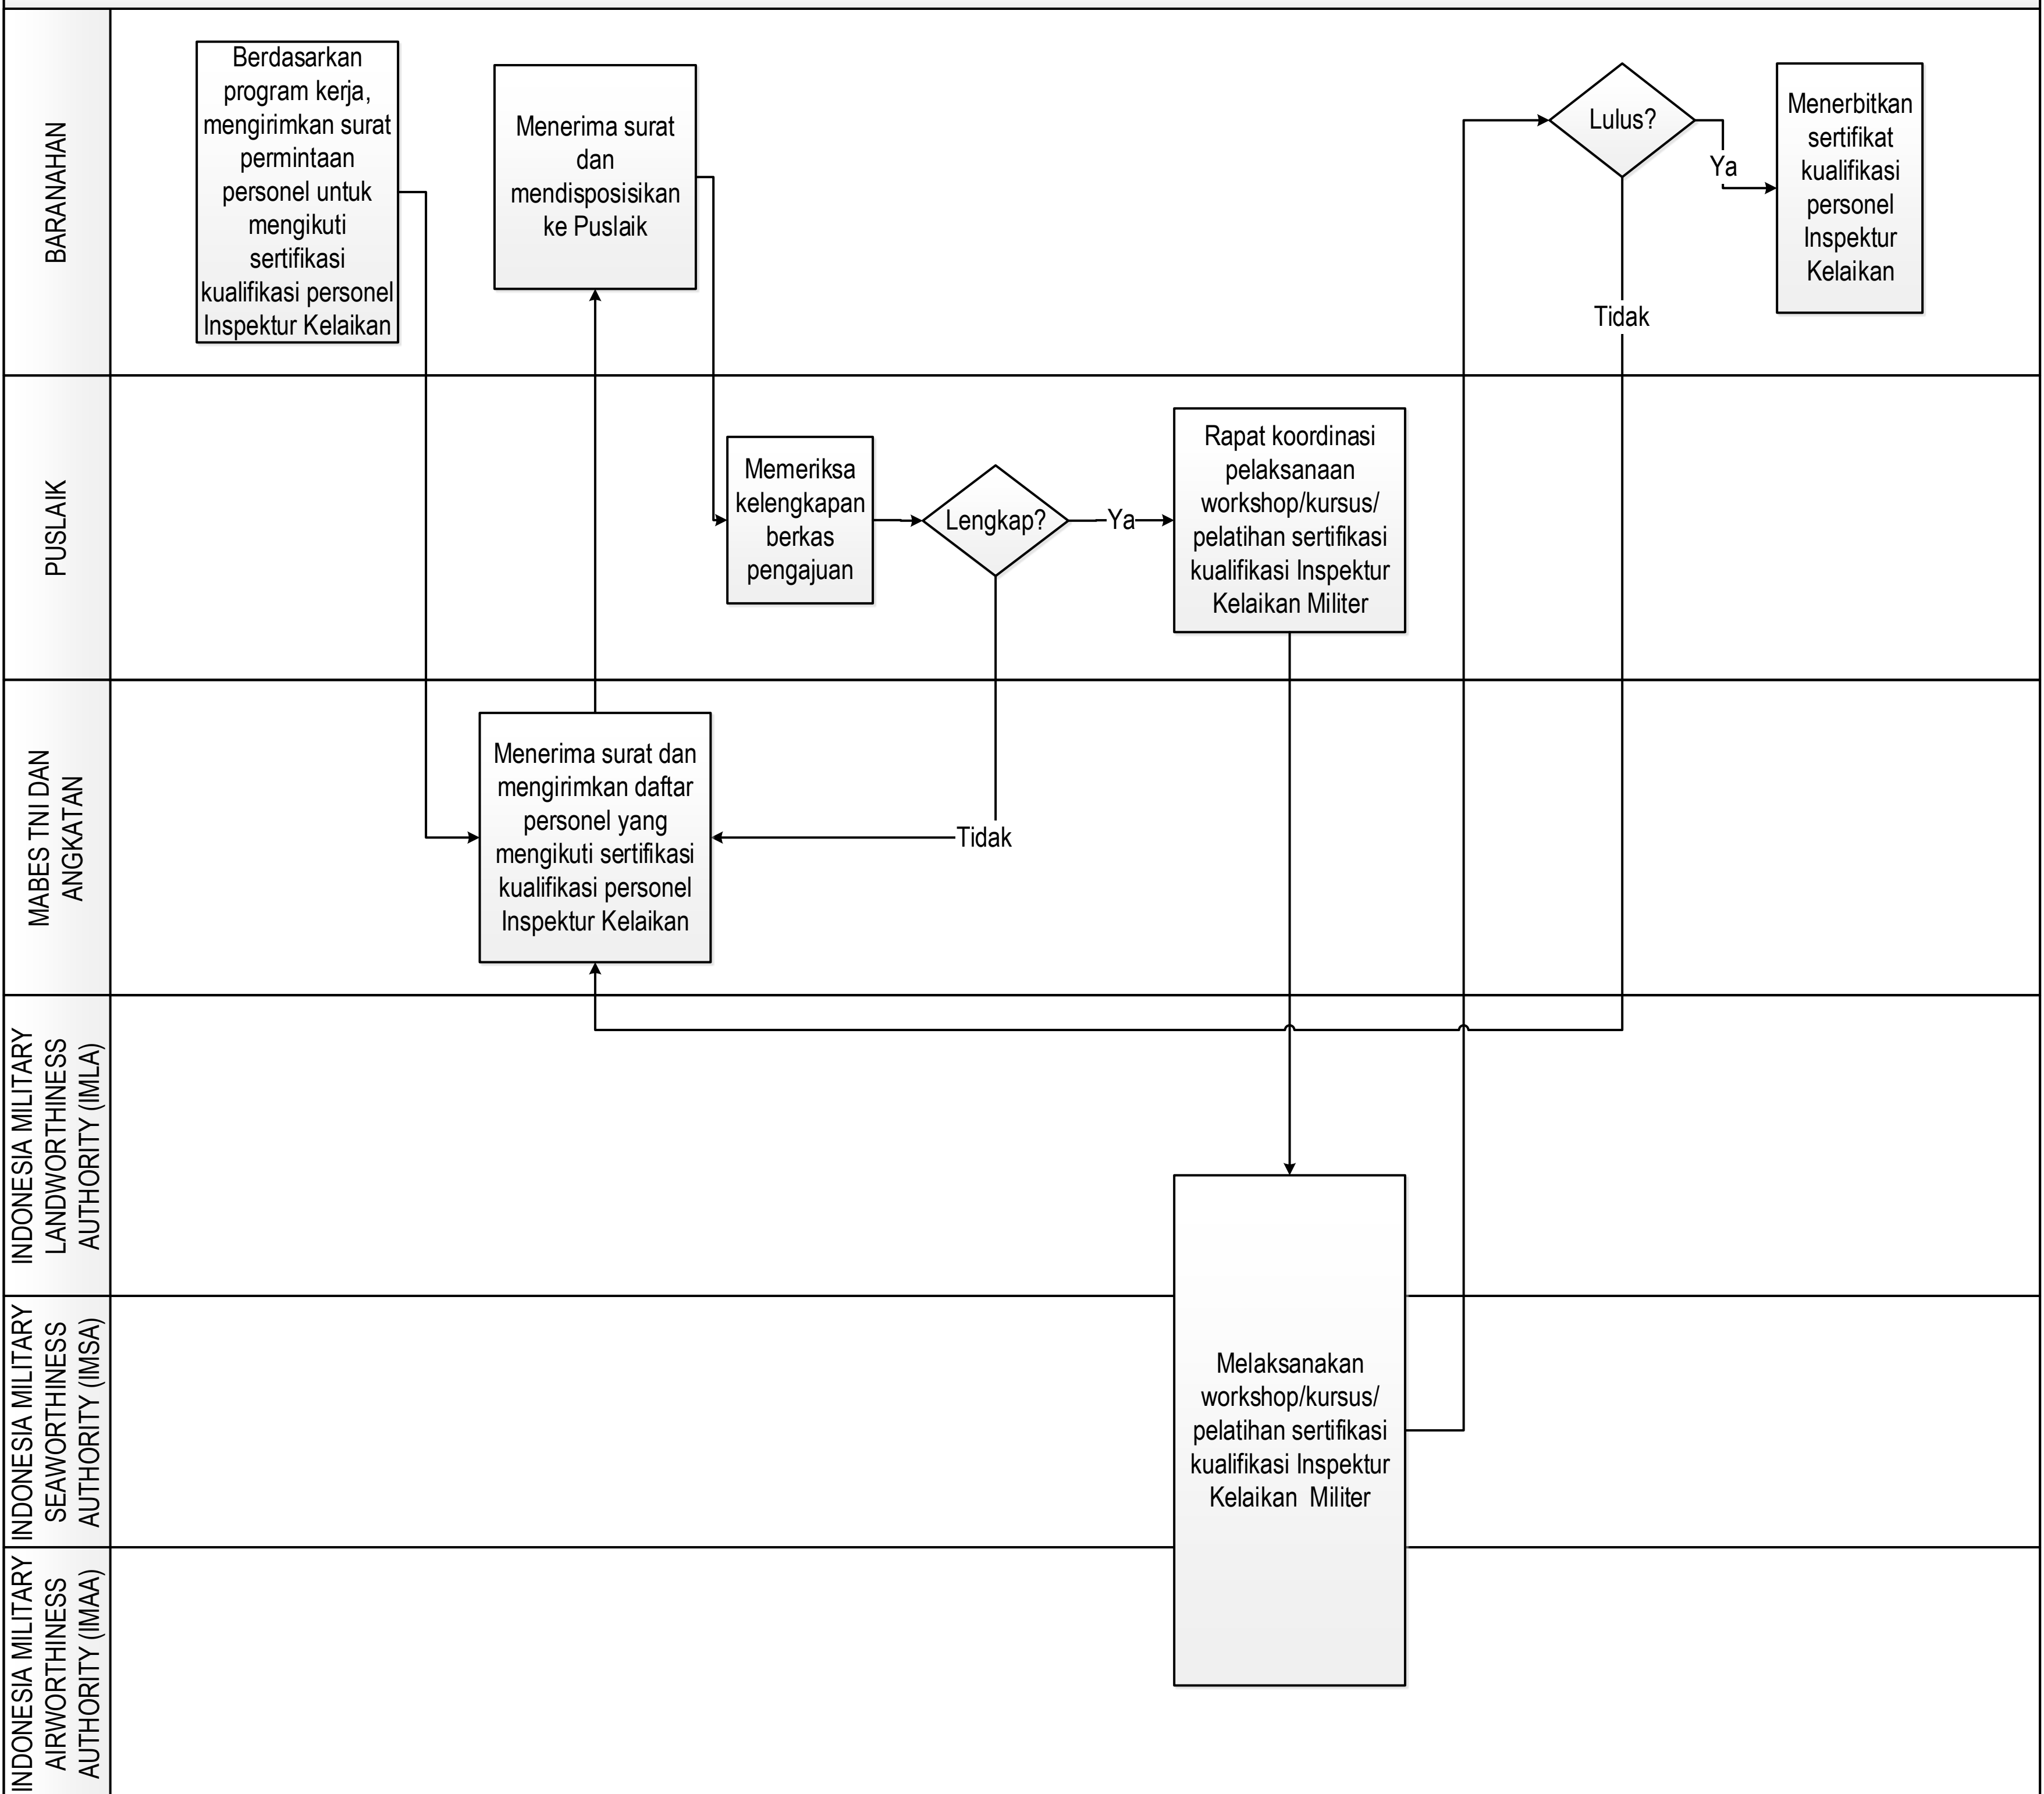 BARANAHAN
Berdasarkan
program kerja,
mengirimkan surat
permintaan
personel untuk
mengikuti
sertifikasi
kualifikasi personel
Inspektur Kelaikan
Menerima surat
dan
mendisposisikan
ke Puslaik
Lulus?
Ya
Tidak
Menerbitkan
sertifikat
kualifikasi
personel
Inspektur
Kelaikan
PUSLAIK
Memeriksa
kelengkapan
berkas
pengajuan
Lengkap?
Ya
Rapat koordinasi
pelaksanaan
workshop/kursus/
pelatihan sertifikasi
kualifikasi Inspektur
Kelaikan Militer
MABES TNI DAN
ANGKATAN
Menerima surat dan
mengirimkan daftar
personel yang
mengikuti sertifikasi
kualifikasi personel
Inspektur Kelaikan
Tidak
INDONESIA MILITARY
LANDWORTHINESS
AUTHORITY (IMLA)
INDONESIA MILITARY
SEAWORTHINESS
AUTHORITY (IMSA)
Melaksanakan
workshop/kursus/
pelatihan sertifikasi
kualifikasi Inspektur
Kelaikan Militer
INDONESIA MILITARY
AIRWORTHINESS
AUTHORITY (IMAA)